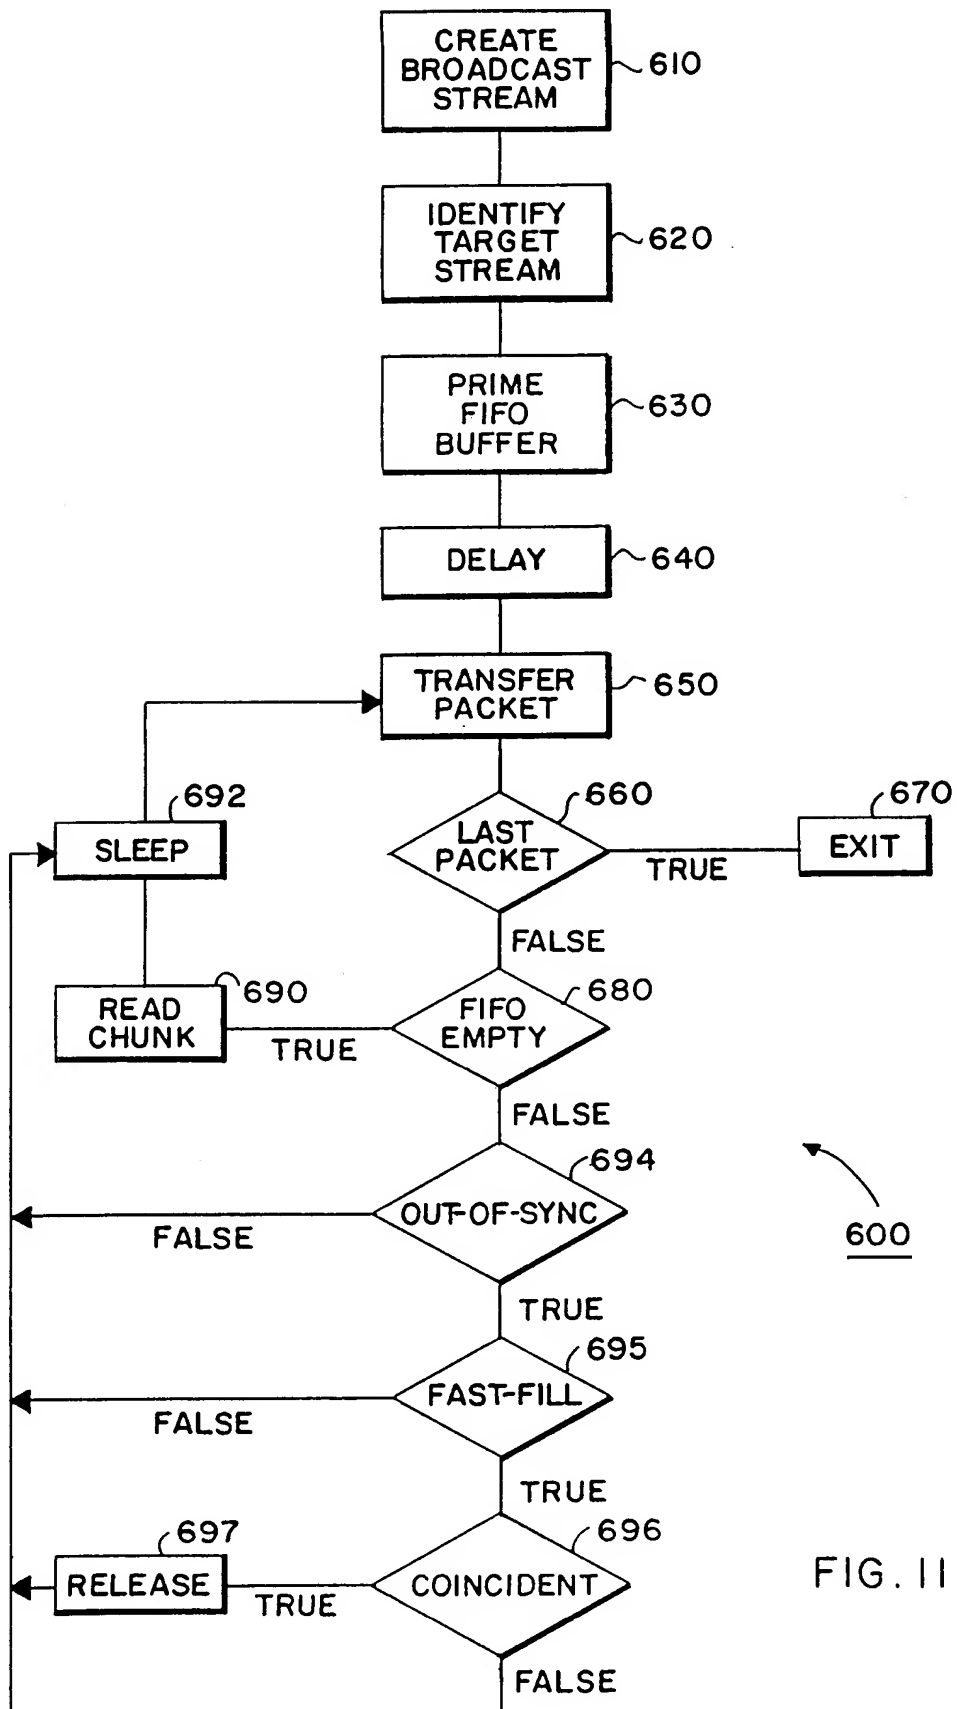 CREATE
BROADCAST
STREAM
610
IDENTIFY
TARGET
STREAM
620
PRIME
FIFO
BUFFER
630
DELAY
640
TRANSFER
PACKET
650
692
SLEEP
660
LAST
PACKET
TRUE
670
EXIT
FALSE
690
READ
CHUNK
TRUE
680
FIFO
EMPTY
FALSE
694
OUT-OF-SYNC
FALSE
600
TRUE
695
FAST-FILL
FALSE
TRUE
697
RELEASE
TRUE
696
COINCIDENT
FIG. 11
FALSE